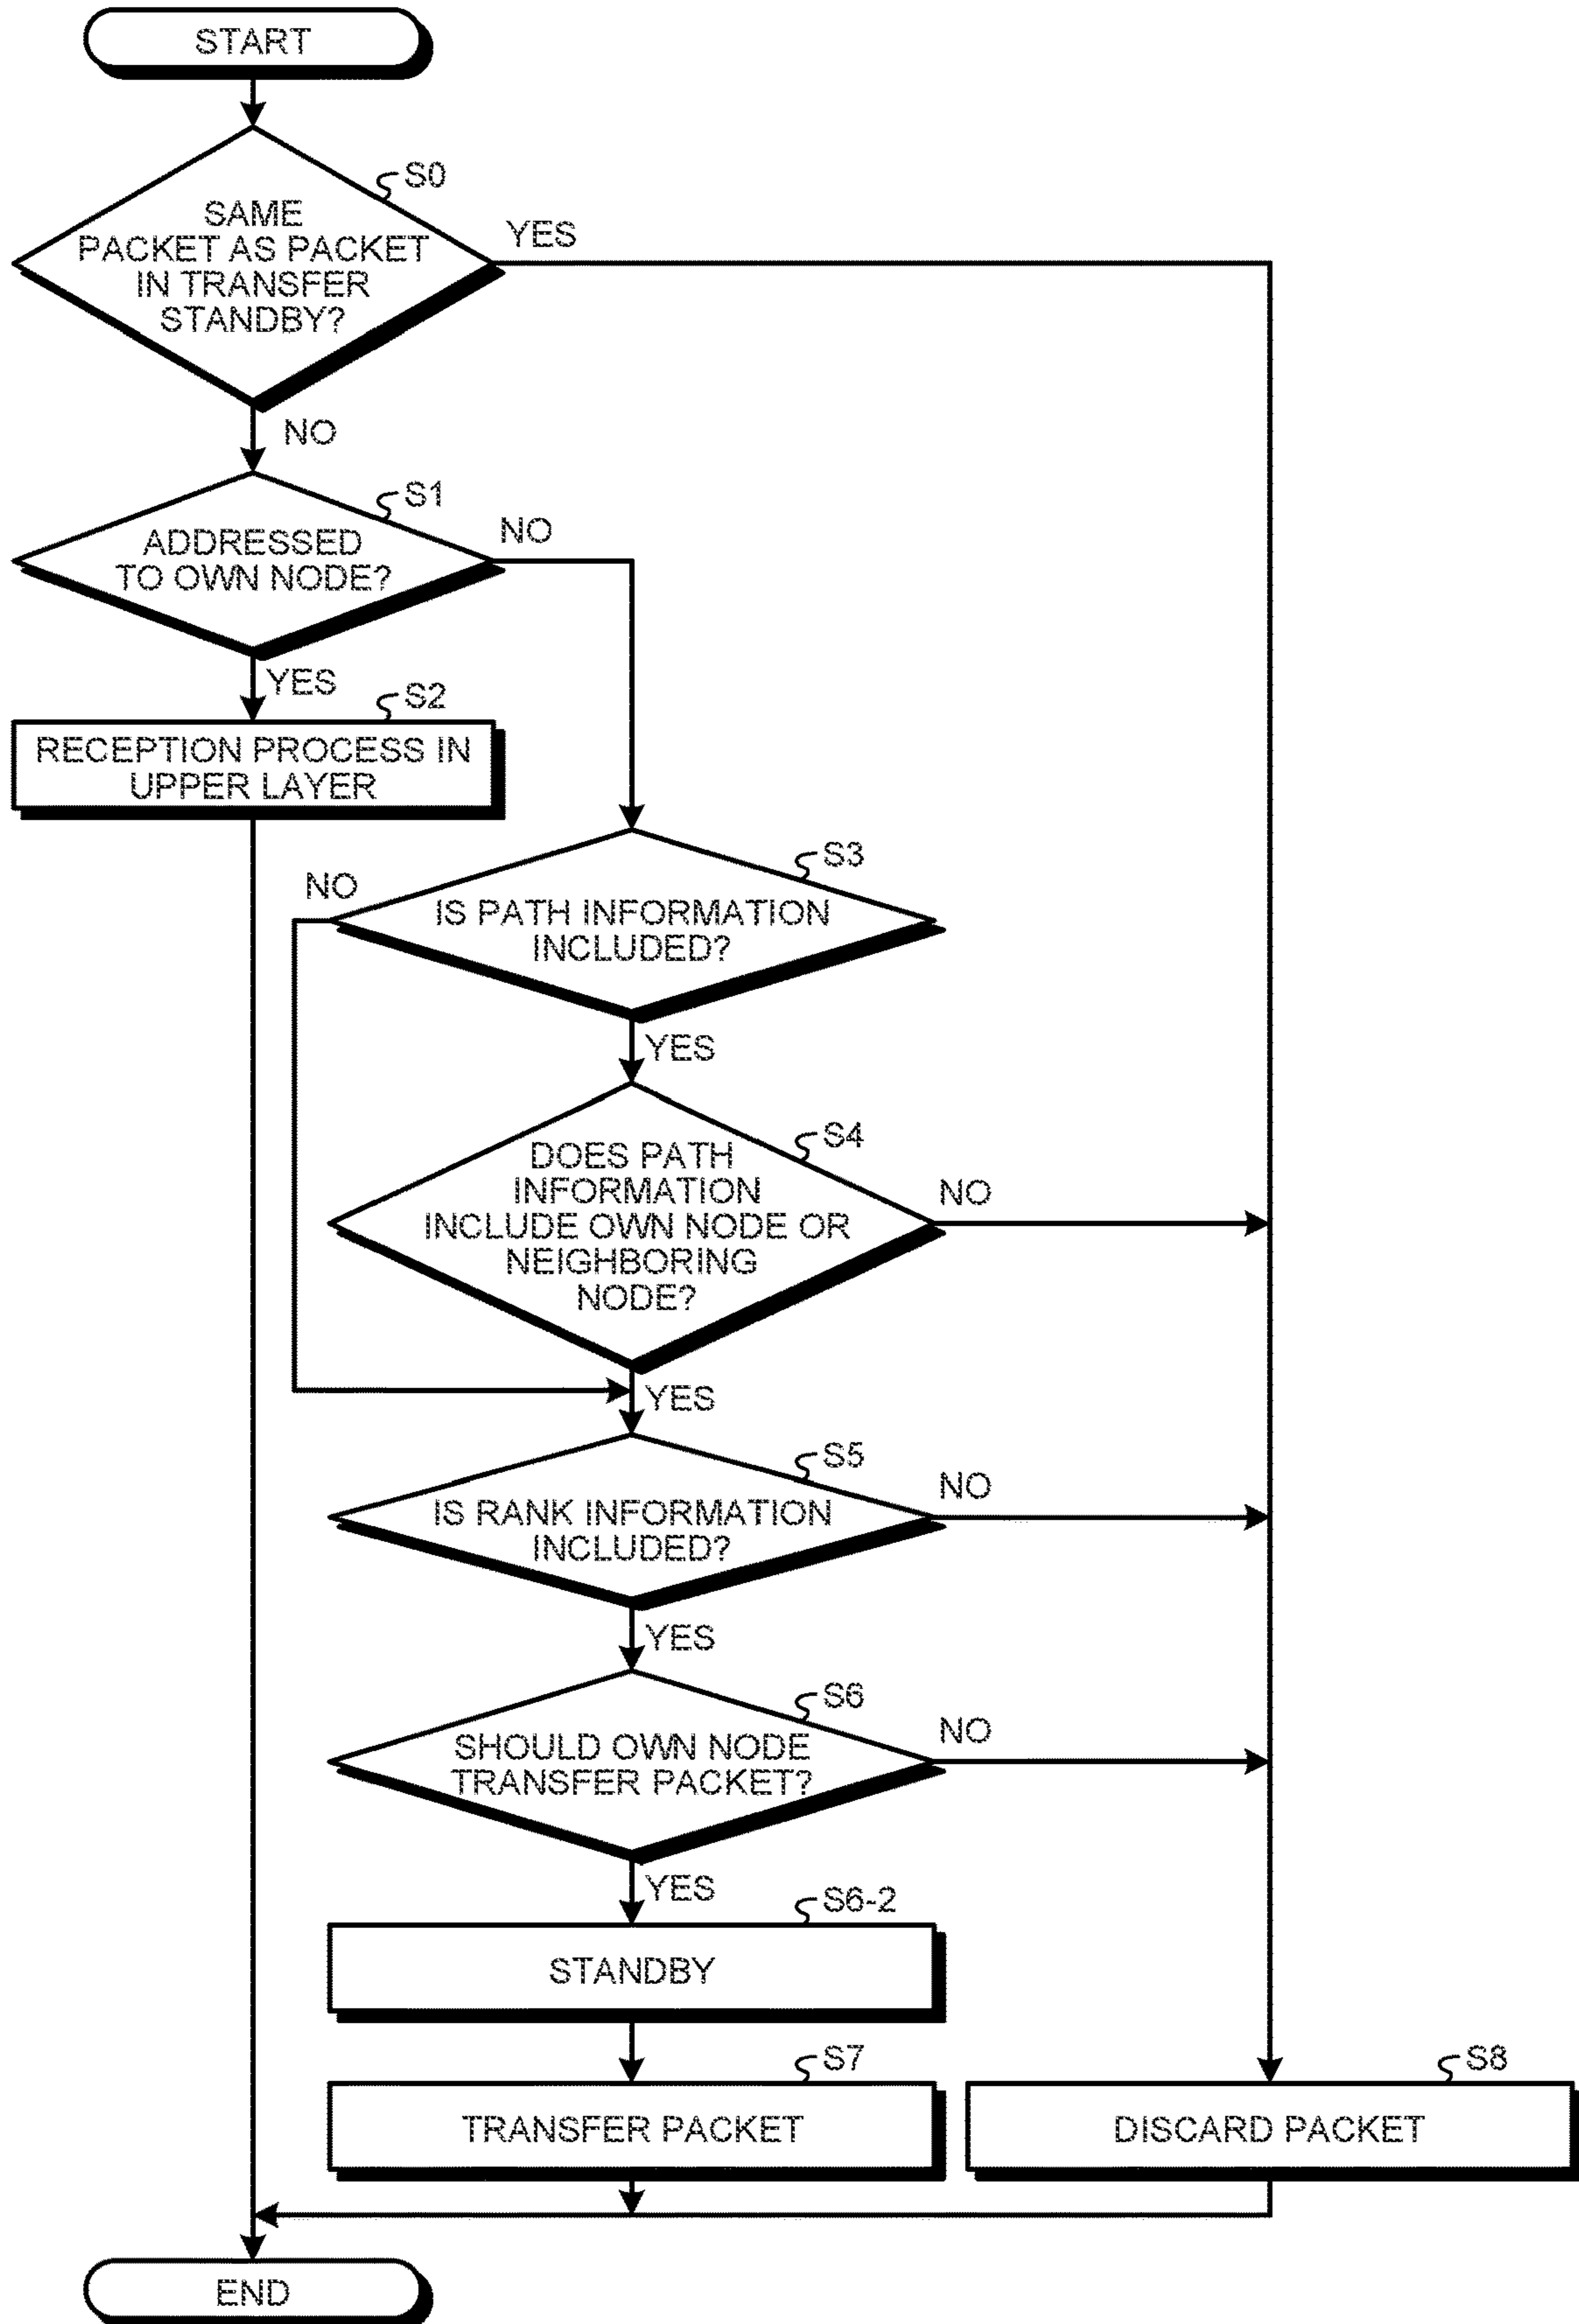 START
S0
SAME
PACKET AS PACKET
IN TRANSFER
STANDBY?
YES
NO
S1
ADDRESSED
TO OWN NODE?
NO
YES
S2
RECEPTION PROCESS IN
UPPER LAYER
S3
NO
IS PATH INFORMATION
INCLUDED?
YES
S4
DOES PATH
INFORMATION
INCLUDE OWN NODE OR
NEIGHBORING
NODE?
NO
YES
S5
IS RANK INFORMATION
INCLUDED?
NO
YES
S6
SHOULD OWN NODE
TRANSFER PACKET?
NO
YES
S6-2
STANDBY
S7
TRANSFER PACKET
S8
DISCARD PACKET
END